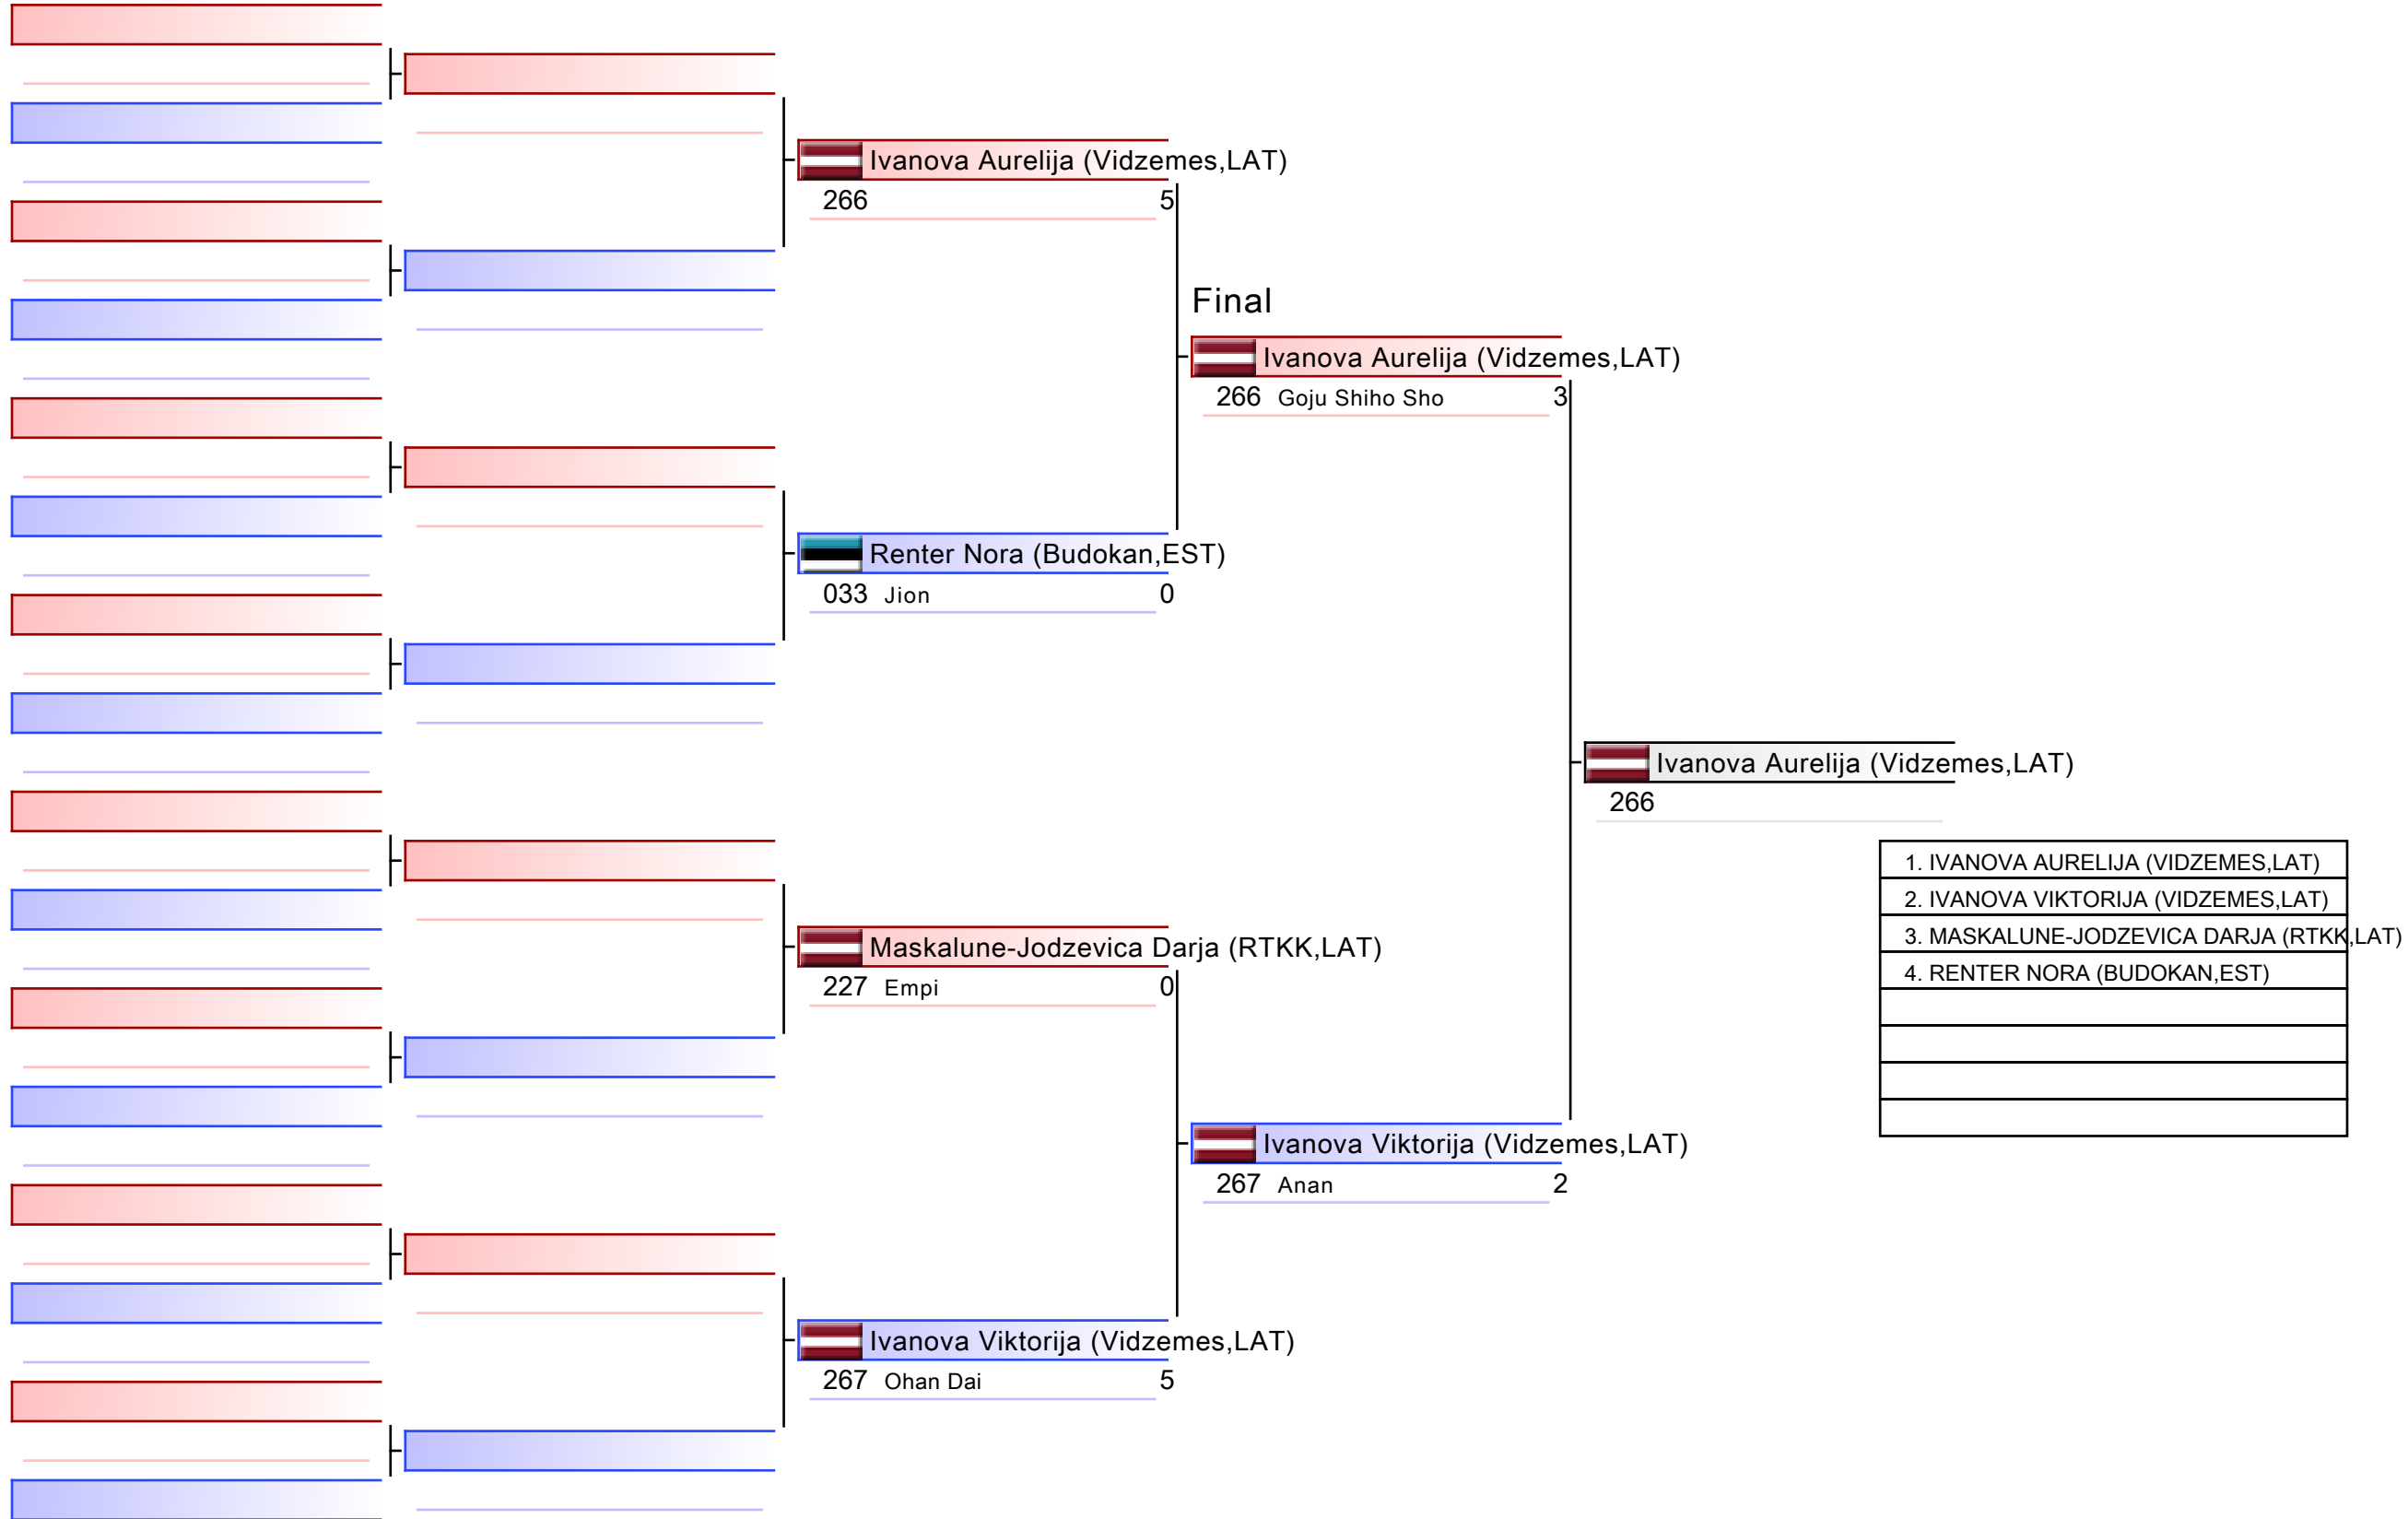 Ivanova Aurelija (Vidzemes,LAT)
266 5
Renter Nora (Budokan,EST)
033 Jion 0
Maskalune-Jodzevica Darja (RTKK,LAT)
227 Empi 0
Ivanova Viktorija (Vidzemes,LAT)
267 Ohan Dai 5
Final
Ivanova Aurelija (Vidzemes,LAT)
266 Goju Shiho Sho 3
Ivanova Viktorija (Vidzemes,LAT)
267 Anan 2
Ivanova Aurelija (Vidzemes,LAT)
266
1. IVANOVA AURELIJA (VIDZEMES,LAT)
2. IVANOVA VIKTORIJA (VIDZEMES,LAT)
3. MASKALUNE-JODZEVICA DARJA (RTKK,LAT)
4. RENTER NORA (BUDOKAN,EST)